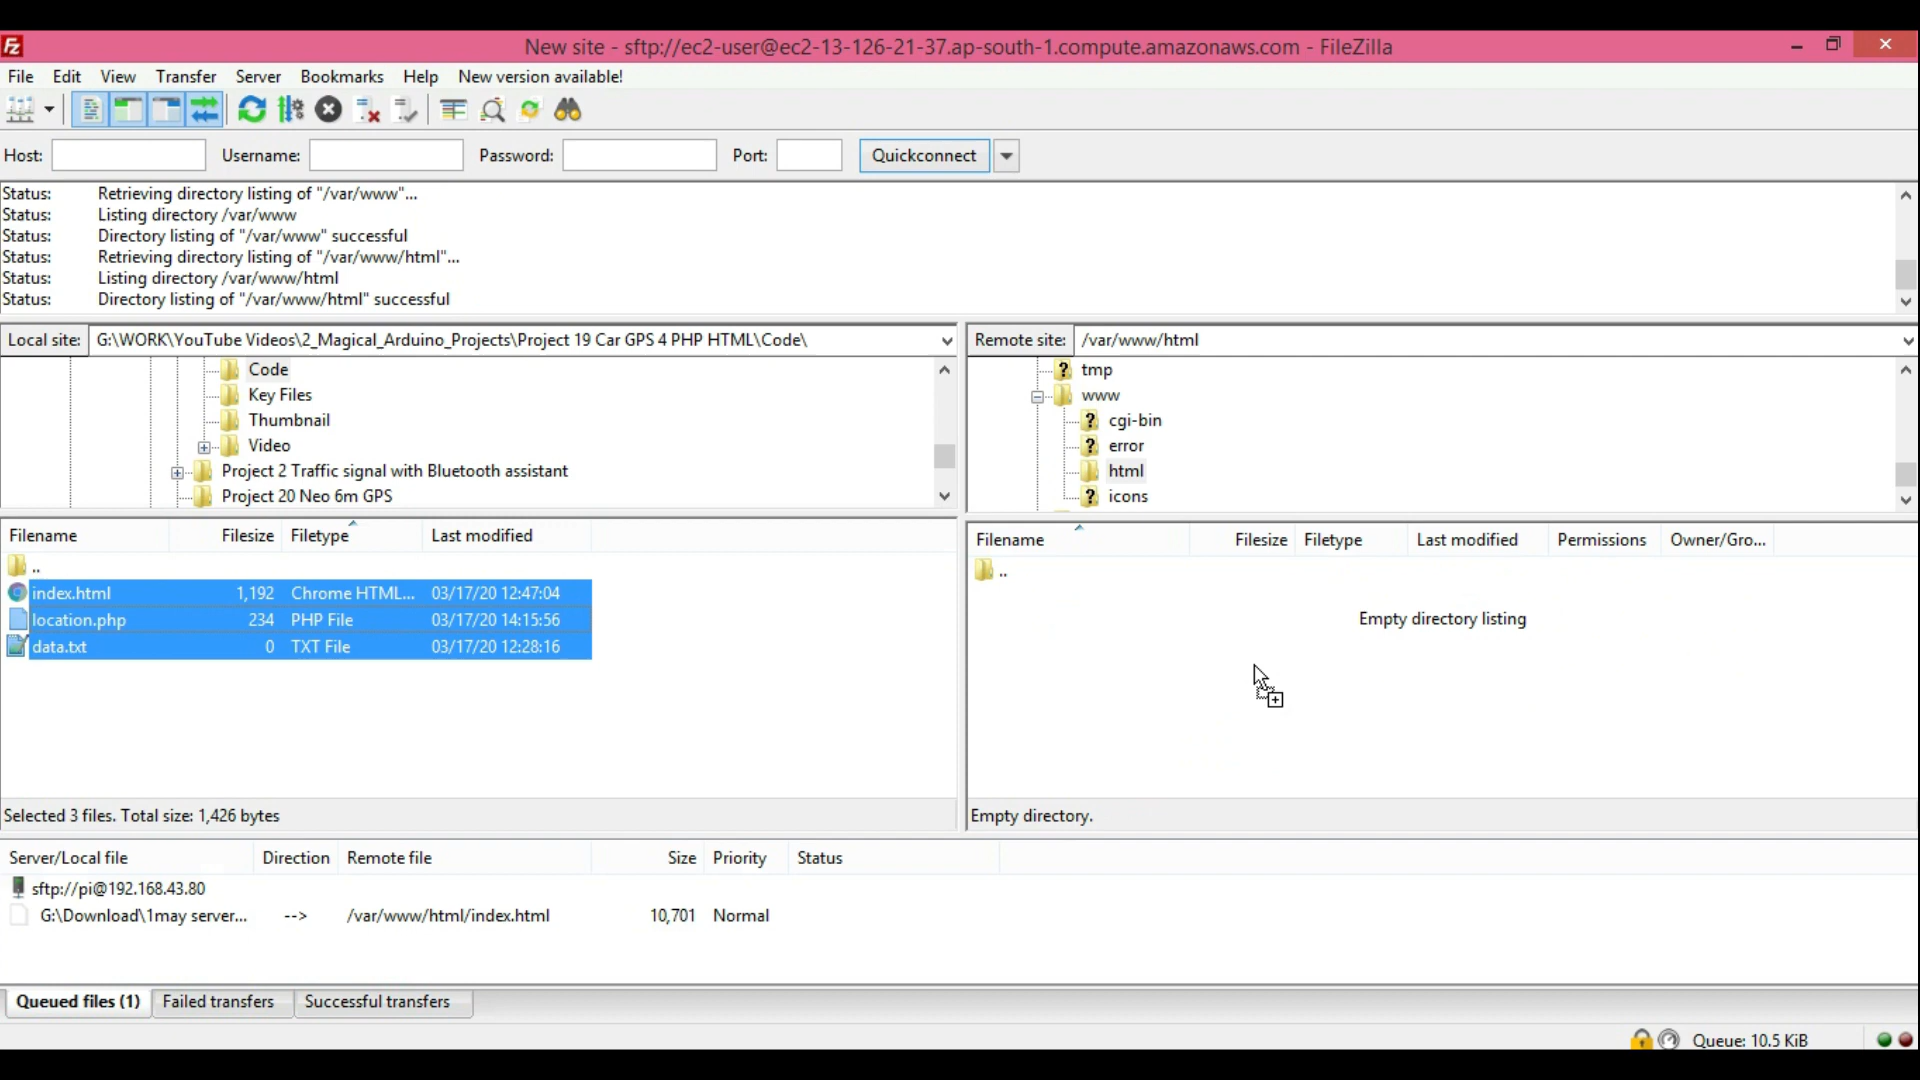 Fz
New site - sftp://ec2-user@ec2-13-126-21-37.ap-south-1.compute.amazonaws.com - FileZilla
File Edit View Transfer Server Bookmarks Help New version available!
Host: Username: Password: Port: Quickconnect
Status: Retrieving directory listing of "/var/www"...
Status: Listing directory /var/www
Status: Directory listing of "/var/www" successful
Status: Retrieving directory listing of "/var/www/html"...
Status: Listing directory /var/www/html
Status: Directory listing of "/var/www/html" successful
Local site: G:\WORK\YouTube Videos\2_Magical_Arduino_Projects\Project 19 Car GPS 4 PHP HTML\Code\
Code
Key Files
Thumbnail
Video
Project 2 Traffic signal with Bluetooth assistant
Project 20 Neo 6m GPS
Filename Filesize Filetype Last modified
..
index.html 1,192 Chrome HTML... 03/17/20 12:47:04
location.php 234 PHP File 03/17/20 14:15:56
data.txt 0 TXT File 03/17/20 12:28:16
Selected 3 files. Total size: 1,426 bytes
Remote site: /var/www/html
? tmp
www
? cgi-bin
? error
html
? icons
Filename Filesize Filetype Last modified Permissions Owner/Gro...
..
Empty directory listing
Empty directory.
Server/Local file Direction Remote file Size Priority Status
sftp://pi@192.168.43.80
G:\Download\1may server... --> /var/www/html/index.html 10,701 Normal
Queued files (1) Failed transfers Successful transfers
Queue: 10.5 KiB